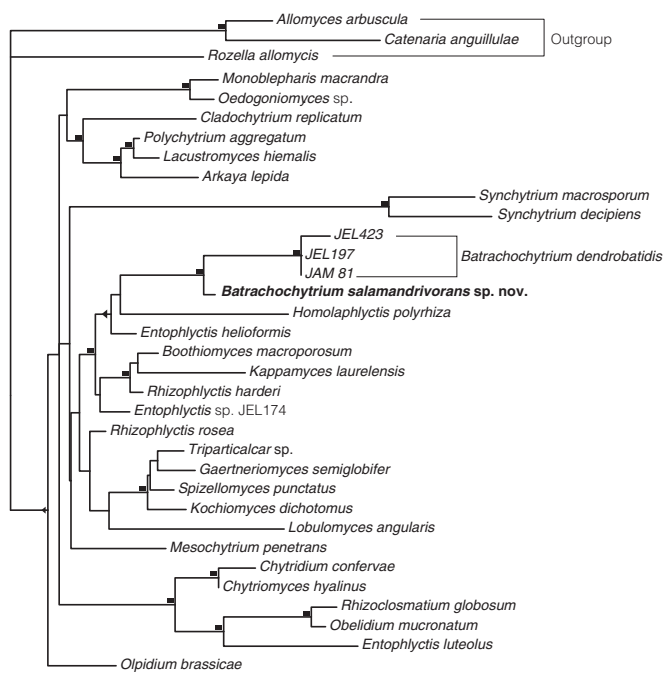 Allomyces arbuscula
Catenaria anguillulae
Outgroup
Rozella allomycis
Monoblepharis macrandra
Oedogoniomyces sp.
Cladochytrium replicatum
Polychytrium aggregatum
Lacustromyces hiemalis
Arkaya lepida
Synchytrium macrosporum
Synchytrium decipiens
JEL423
JEL197
Batrachochytrium dendrobatidis
JAM 81
Batrachochytrium salamandrivorans sp. nov.
Homolaphlyctis polyrhiza
Entophlyctis helioformis
Boothiomyces macroporosum
Kappamyces laurelensis
Rhizophlyctis harderi
Entophlyctis sp. JEL174
Rhizophlyctis rosea
Triparticalcar sp.
Gaertneriomyces semiglobifer
Spizellomyces punctatus
Kochiomyces dichotomus
Lobulomyces angularis
Mesochytrium penetrans
Chytridium confervae
Chytriomyces hyalinus
Rhizoclosmatium globosum
Obelidium mucronatum
Entophlyctis luteolus
Olpidium brassicae